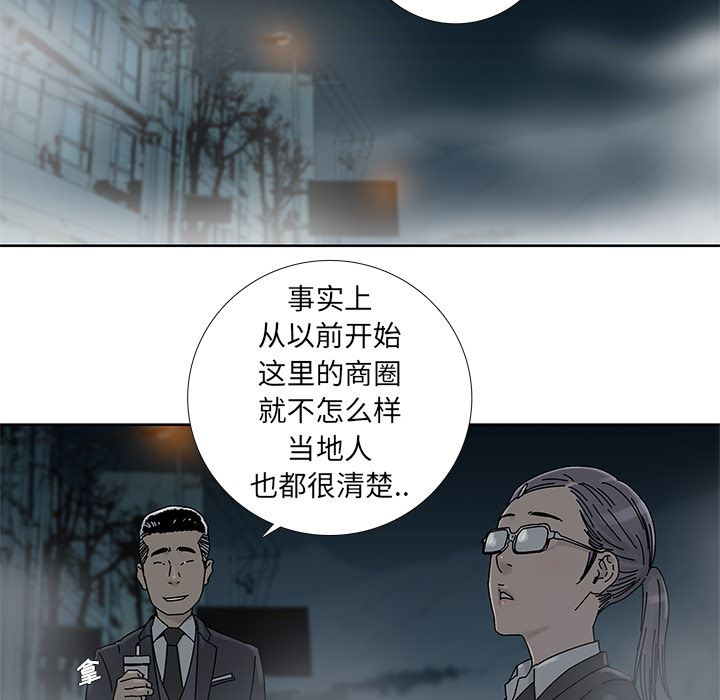 事实上
从以前开始
这里的商圈
就不怎么样
当地人
也都很清楚..
拿